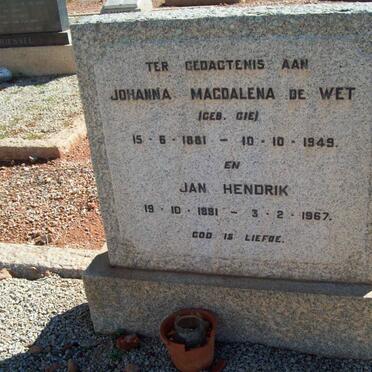 TER GEDAGTENIS AAN
JOHANNA MAGDALENA DE WET
(GEB. GIE)
15 - 6 - 1881 - 10 - 10 - 1949.
EN
JAN HENDRIK
19 - 10 - 1881 - 3 - 2 - 1967.
GOD IS LIEFDE.